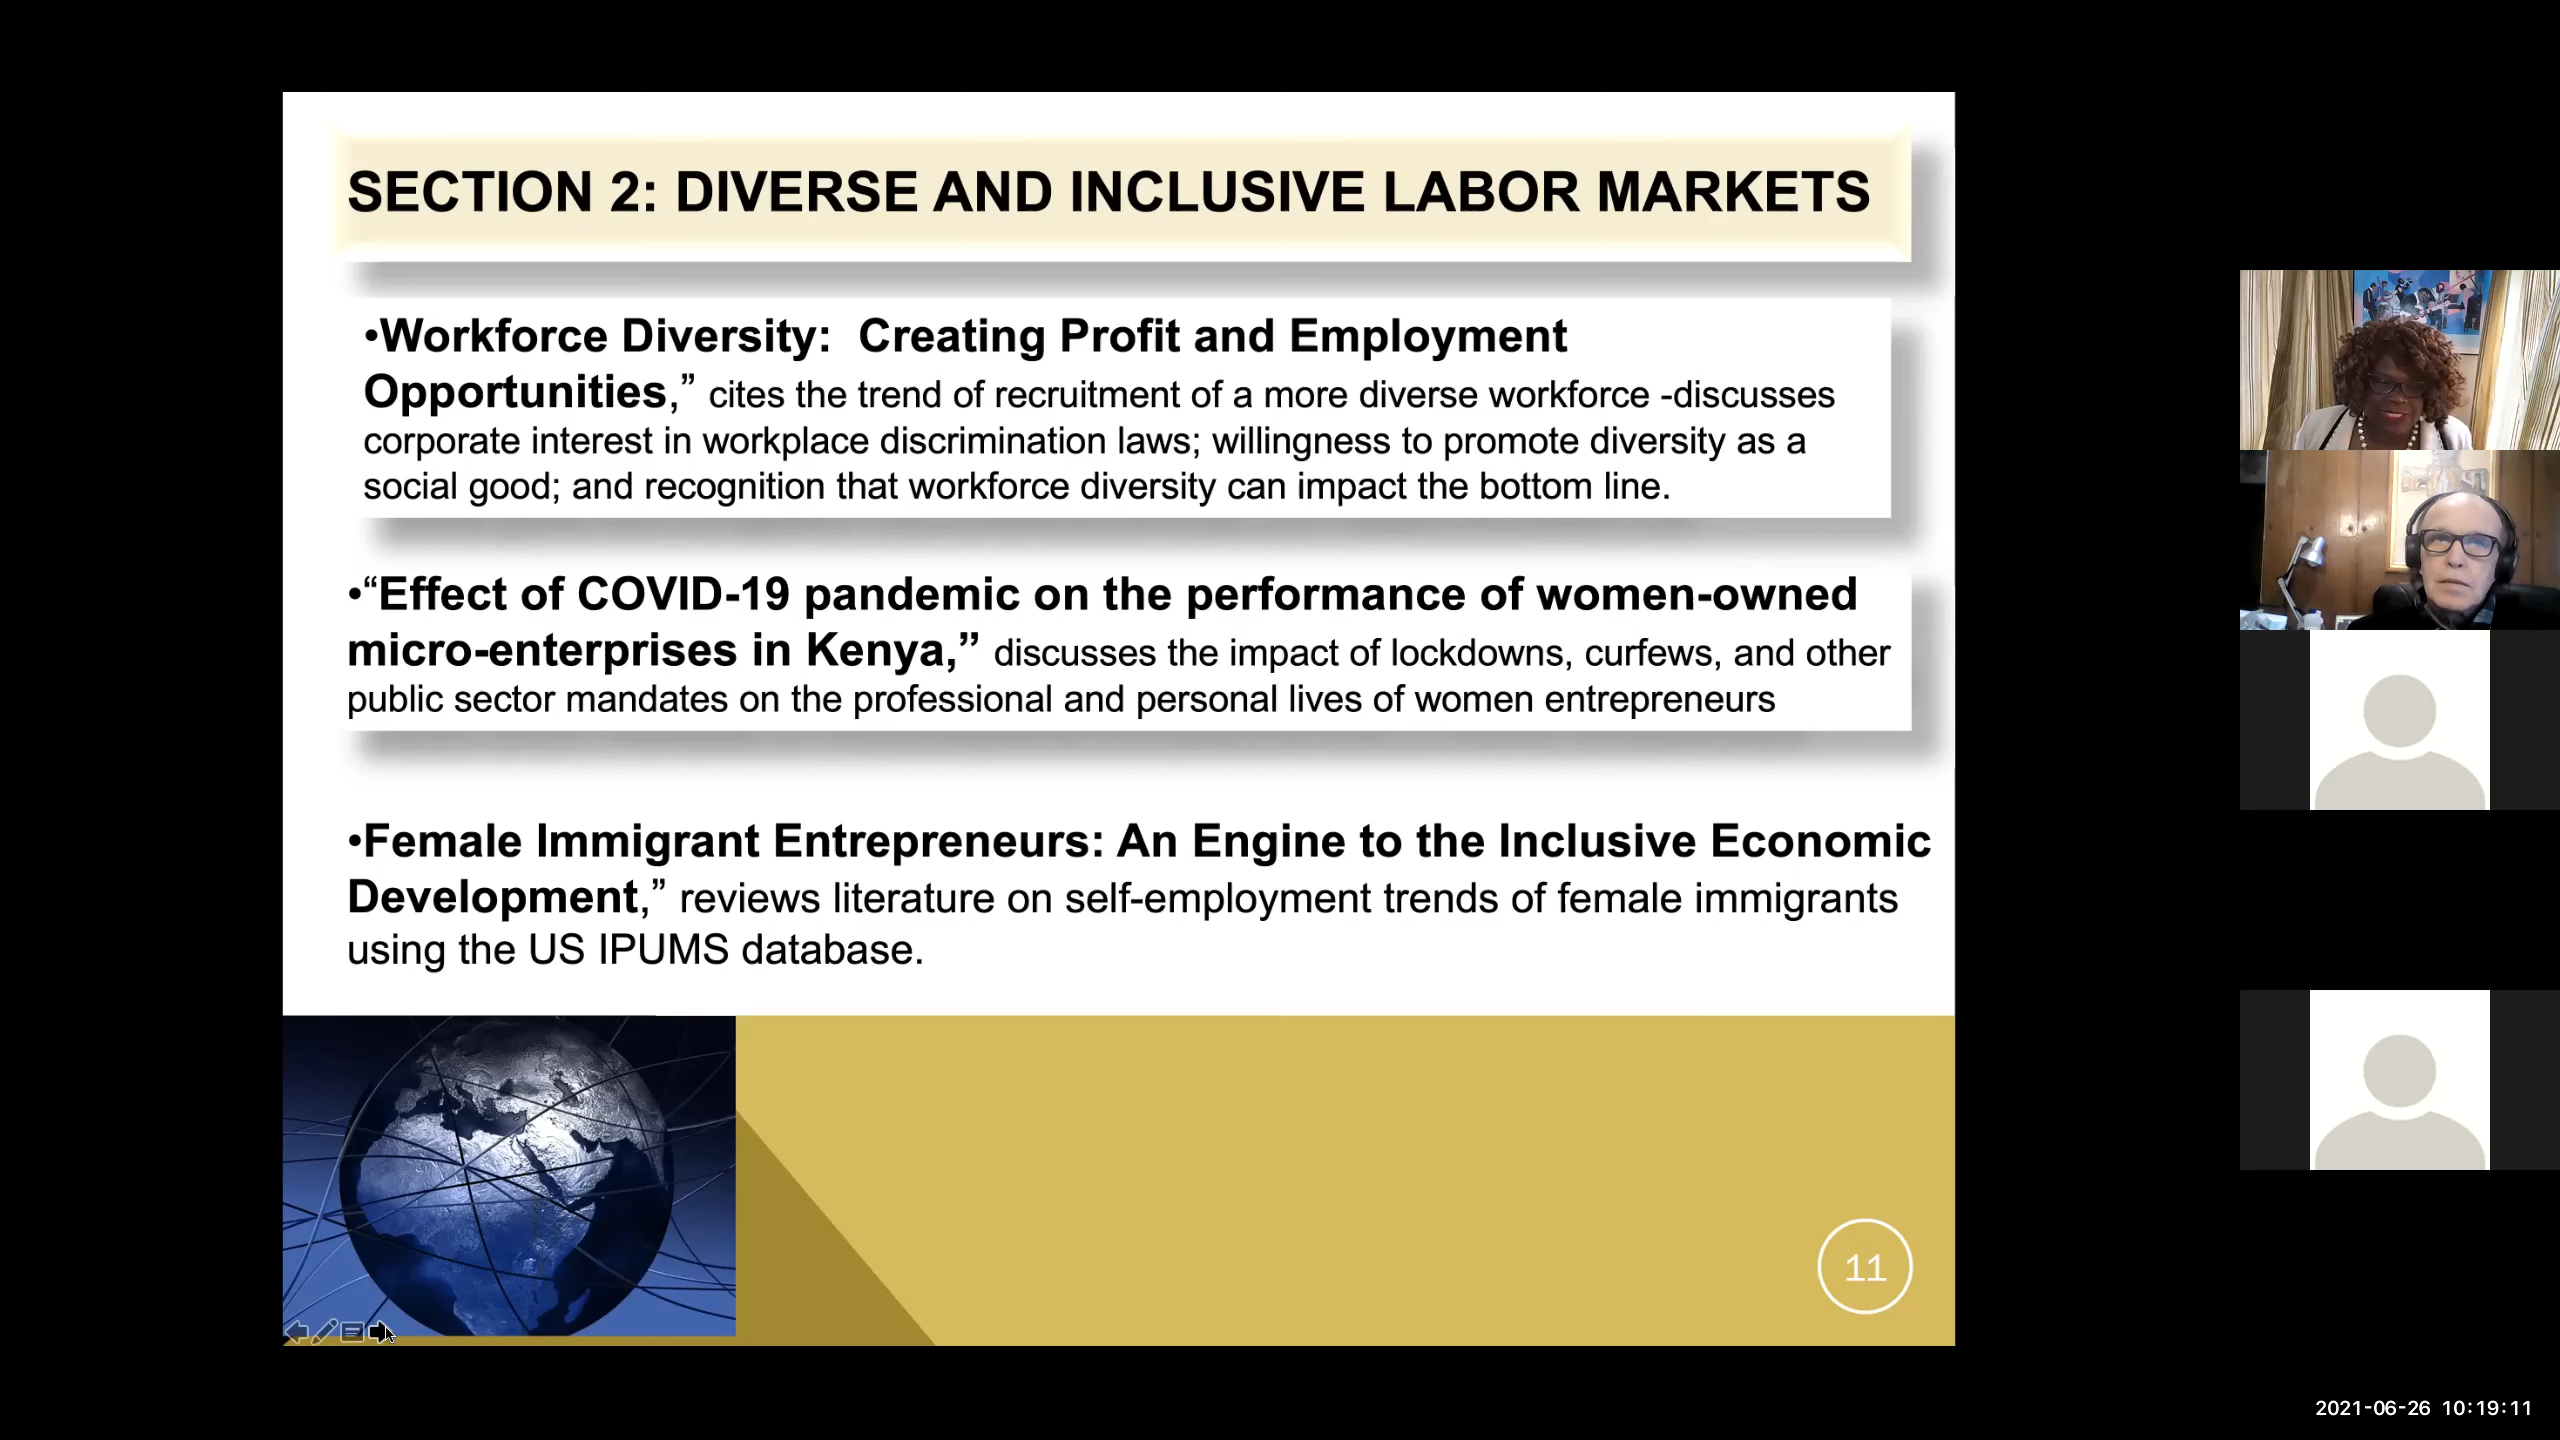 SECTION 2: DIVERSE AND INCLUSIVE LABOR MARKETS
•Workforce Diversity:  Creating Profit and Employment
Opportunities,” cites the trend of recruitment of a more diverse workforce -discusses
corporate interest in workplace discrimination laws; willingness to promote diversity as a
social good; and recognition that workforce diversity can impact the bottom line.
•“Effect of COVID-19 pandemic on the performance of women-owned
micro-enterprises in Kenya,” discusses the impact of lockdowns, curfews, and other
public sector mandates on the professional and personal lives of women entrepreneurs
•Female Immigrant Entrepreneurs: An Engine to the Inclusive Economic
Development,” reviews literature on self-employment trends of female immigrants
using the US IPUMS database.
11
2021-06-26 10:19:11